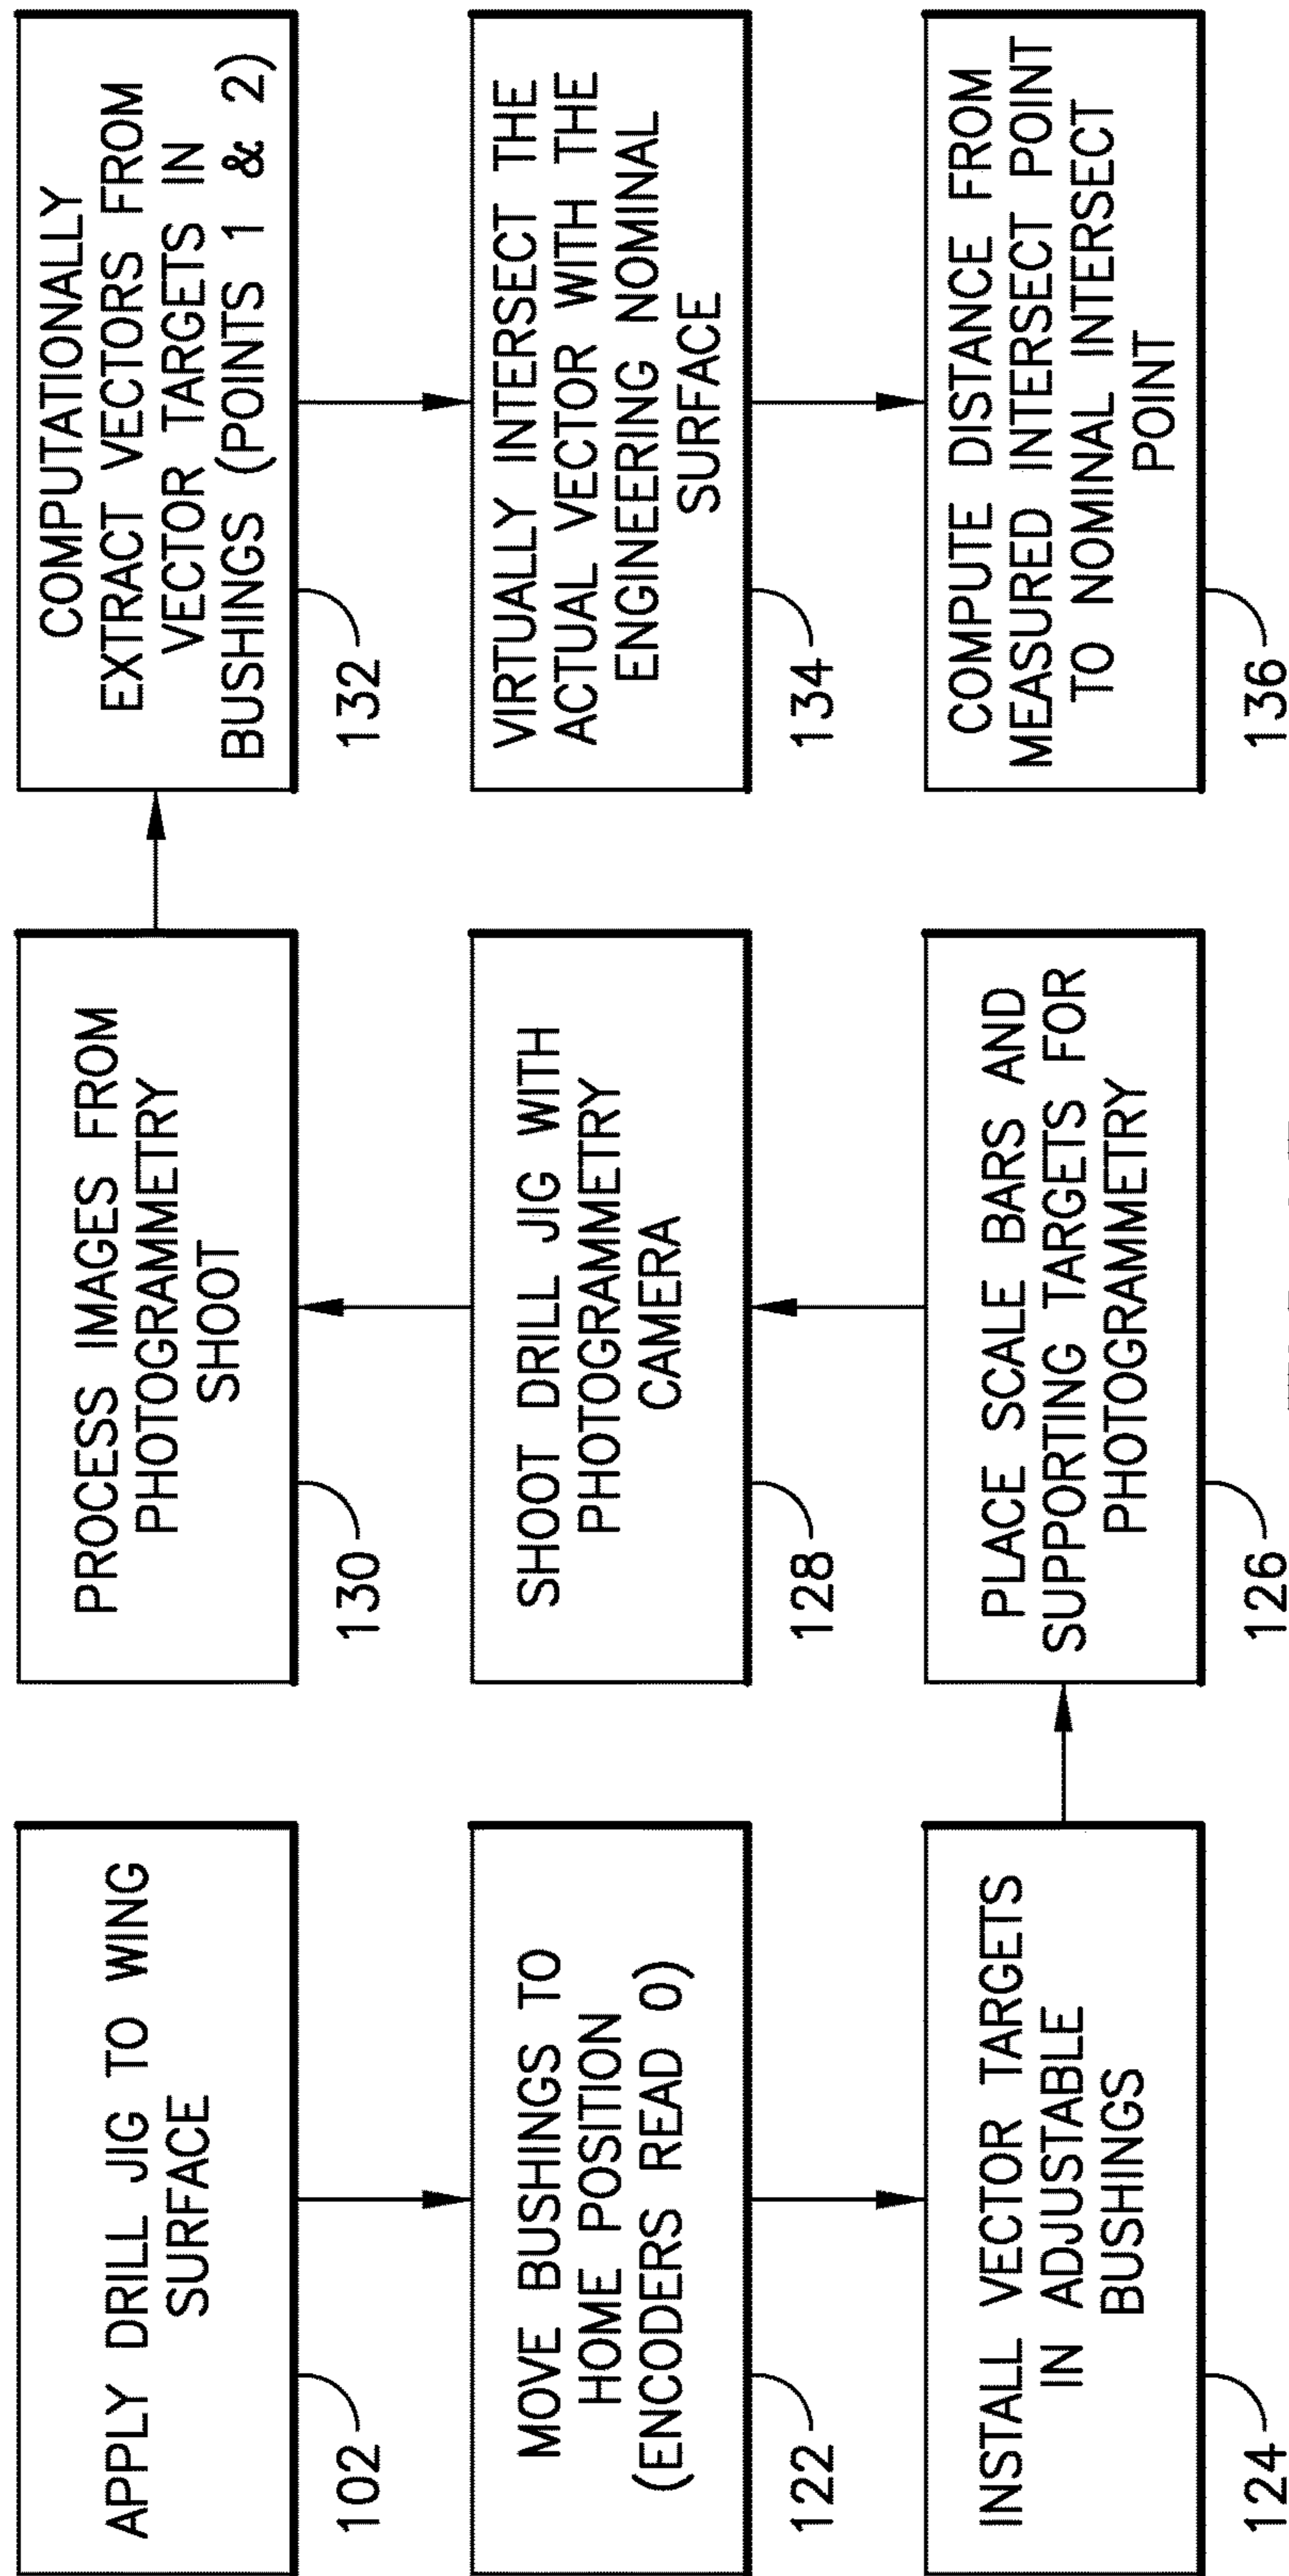 APPLY DRILL JIG TO WING
SURFACE
102
MOVE BUSHINGS TO
HOME POSITION
(ENCODERS READ 0)
122
INSTALL VECTOR TARGETS
IN ADJUSTABLE
BUSHINGS
124
PLACE SCALE BARS AND
SUPPORTING TARGETS FOR
PHOTOGRAMMETRY
126
SHOOT DRILL JIG WITH
PHOTOGRAMMETRY
CAMERA
128
PROCESS IMAGES FROM
PHOTOGRAMMETRY
SHOOT
130
COMPUTATIONALLY
EXTRACT VECTORS FROM
VECTOR TARGETS IN
BUSHINGS (POINTS 1 & 2)
132
VIRTUALLY INTERSECT THE
ACTUAL VECTOR WITH THE
ENGINEERING NOMINAL
SURFACE
134
COMPUTE DISTANCE FROM
MEASURED INTERSECT POINT
TO NOMINAL INTERSECT
POINT
136